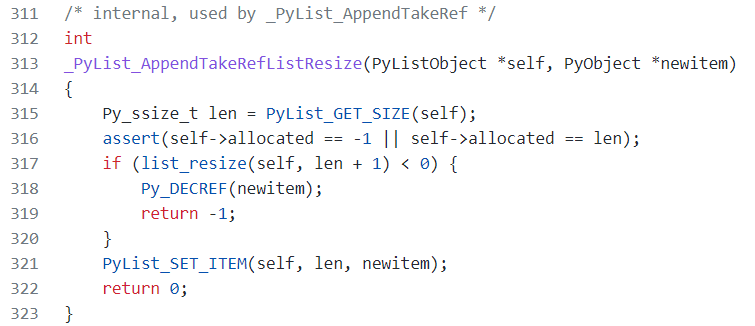 311 /* internal, used by _PyList_AppendTakeRef */
312 int
313 _PyList_AppendTakeRefListResize(PyListObject *self, PyObject *newitem)
314 {
315     Py_ssize_t len = PyList_GET_SIZE(self);
316     assert(self->allocated == -1 || self->allocated == len);
317     if (list_resize(self, len + 1) < 0) {
318         Py_DECREF(newitem);
319         return -1;
320     }
321     PyList_SET_ITEM(self, len, newitem);
322     return 0;
323 }